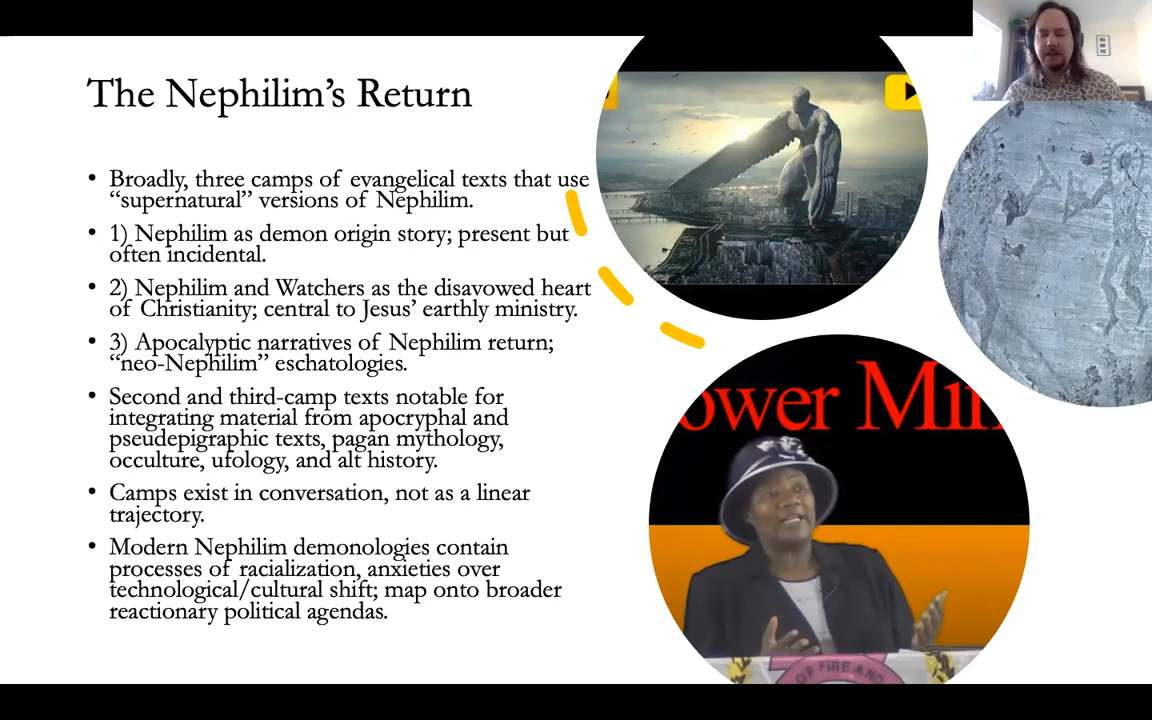 The Nephilim's Return
• Broadly, three camps of evangelical texts that use
“supernatural” versions of Nephilim.
• 1) Nephilim as demon origin story; present but
often incidental.
• 2) Nephilim and Watchers as the disavowed heart
of Christianity; central to Jesus’ earthly ministry.
• 3) Apocalyptic narratives of Nephilim return;
“neo-Nephilim” eschatologies.
• Second and third-camp texts notable for
integrating material from apocryphal and
pseudepigraphic texts, pagan mythology,
occulture, ufology, and alt history.
• Camps exist in conversation, not as a linear
trajectory.
• Modern Nephilim demonologies contain
processes of racialization, anxieties over
technological/cultural shift; map onto broader
reactionary political agendas.
ower Min
OF FIRE AND